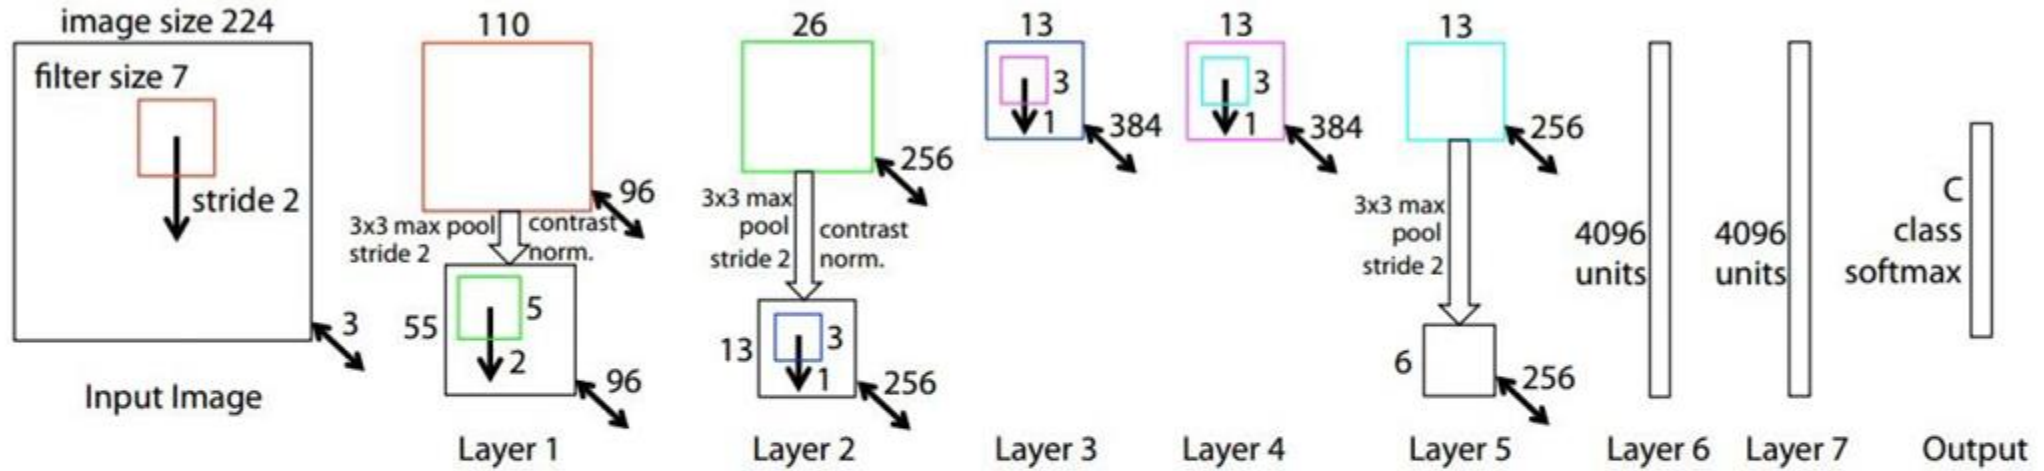 image size 224
filter size 7
stride 2
3
Input Image
110
96
3x3 max pool
stride 2
contrast
norm.
55
5
2
96
Layer 1
26
256
3x3 max
pool
stride 2
contrast
norm.
13
3
1
256
Layer 2
13
3
1
384
Layer 3
13
3
1
384
Layer 4
13
256
3x3 max
pool
stride 2
6
256
Layer 5
4096
units
Layer 6
4096
units
Layer 7
C
class
softmax
Output